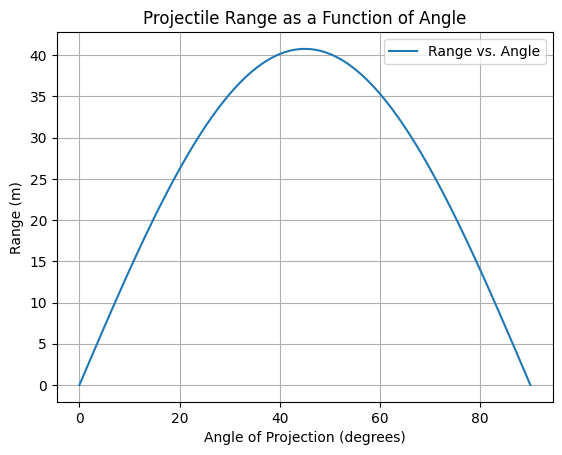 Projectile Range as a Function of Angle
Range vs. Angle
Range (m)
40
35
30
25
20
15
10
5
0
0 20 40 60 80
Angle of Projection (degrees)